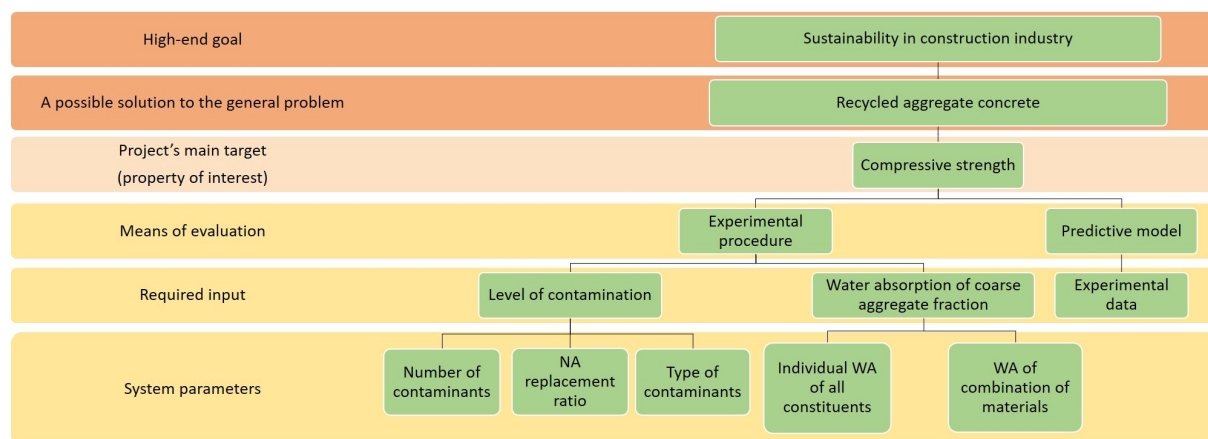 High-end goal
Sustainability in construction industry
A possible solution to the general problem
Recycled aggregate concrete
Project’s main target
(property of interest)
Compressive strength
Means of evaluation
Experimental
procedure
Predictive model
Required input
Level of contamination
Water absorption of coarse
aggregate fraction
Experimental
data
System parameters
Number of
contaminants
NA
replacement
ratio
Type of
contaminants
Individual WA
of all
constituents
WA of
combination of
materials